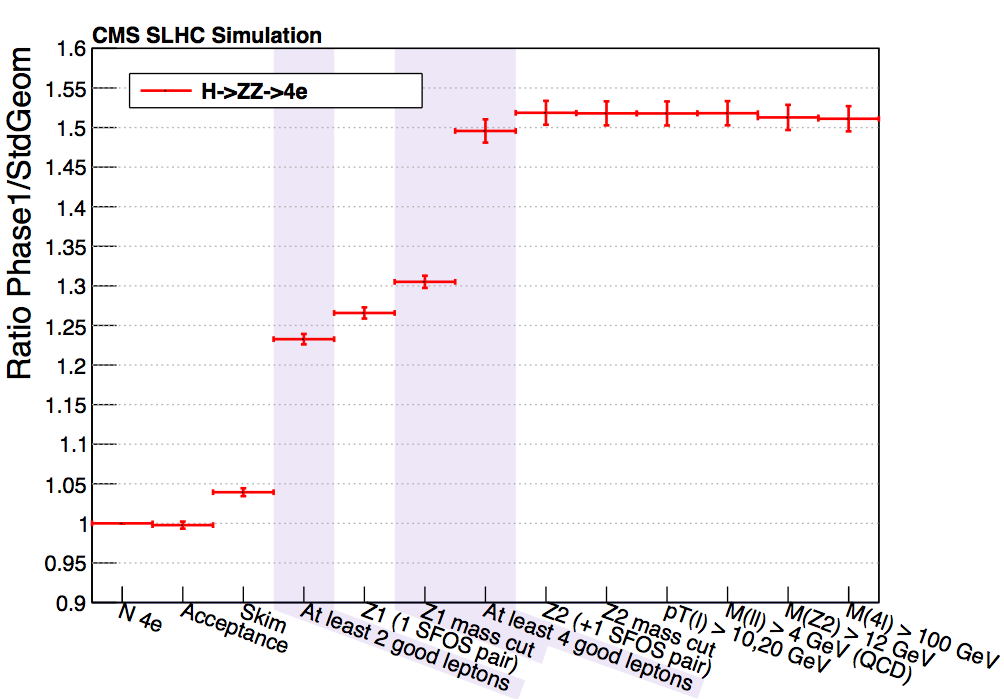 CMS SLHC Simulation
Ratio Phase1/StdGeom
1.6
1.55
1.5
1.45
1.4
1.35
1.3
1.25
1.2
1.15
1.1
1.05
1
0.95
0.9
H->ZZ->4e
N 4e
Acceptance
Skim
At least 2 good leptons
Z1 (1 SFOS pair)
Z1 mass cut
At least 4 good leptons
Z2 (+1 SFOS pair)
Z2 mass cut
pT(l) > 10,20 GeV
M(ll) > 4 GeV (QCD)
M(Z2) > 12 GeV
M(4l) > 100 GeV